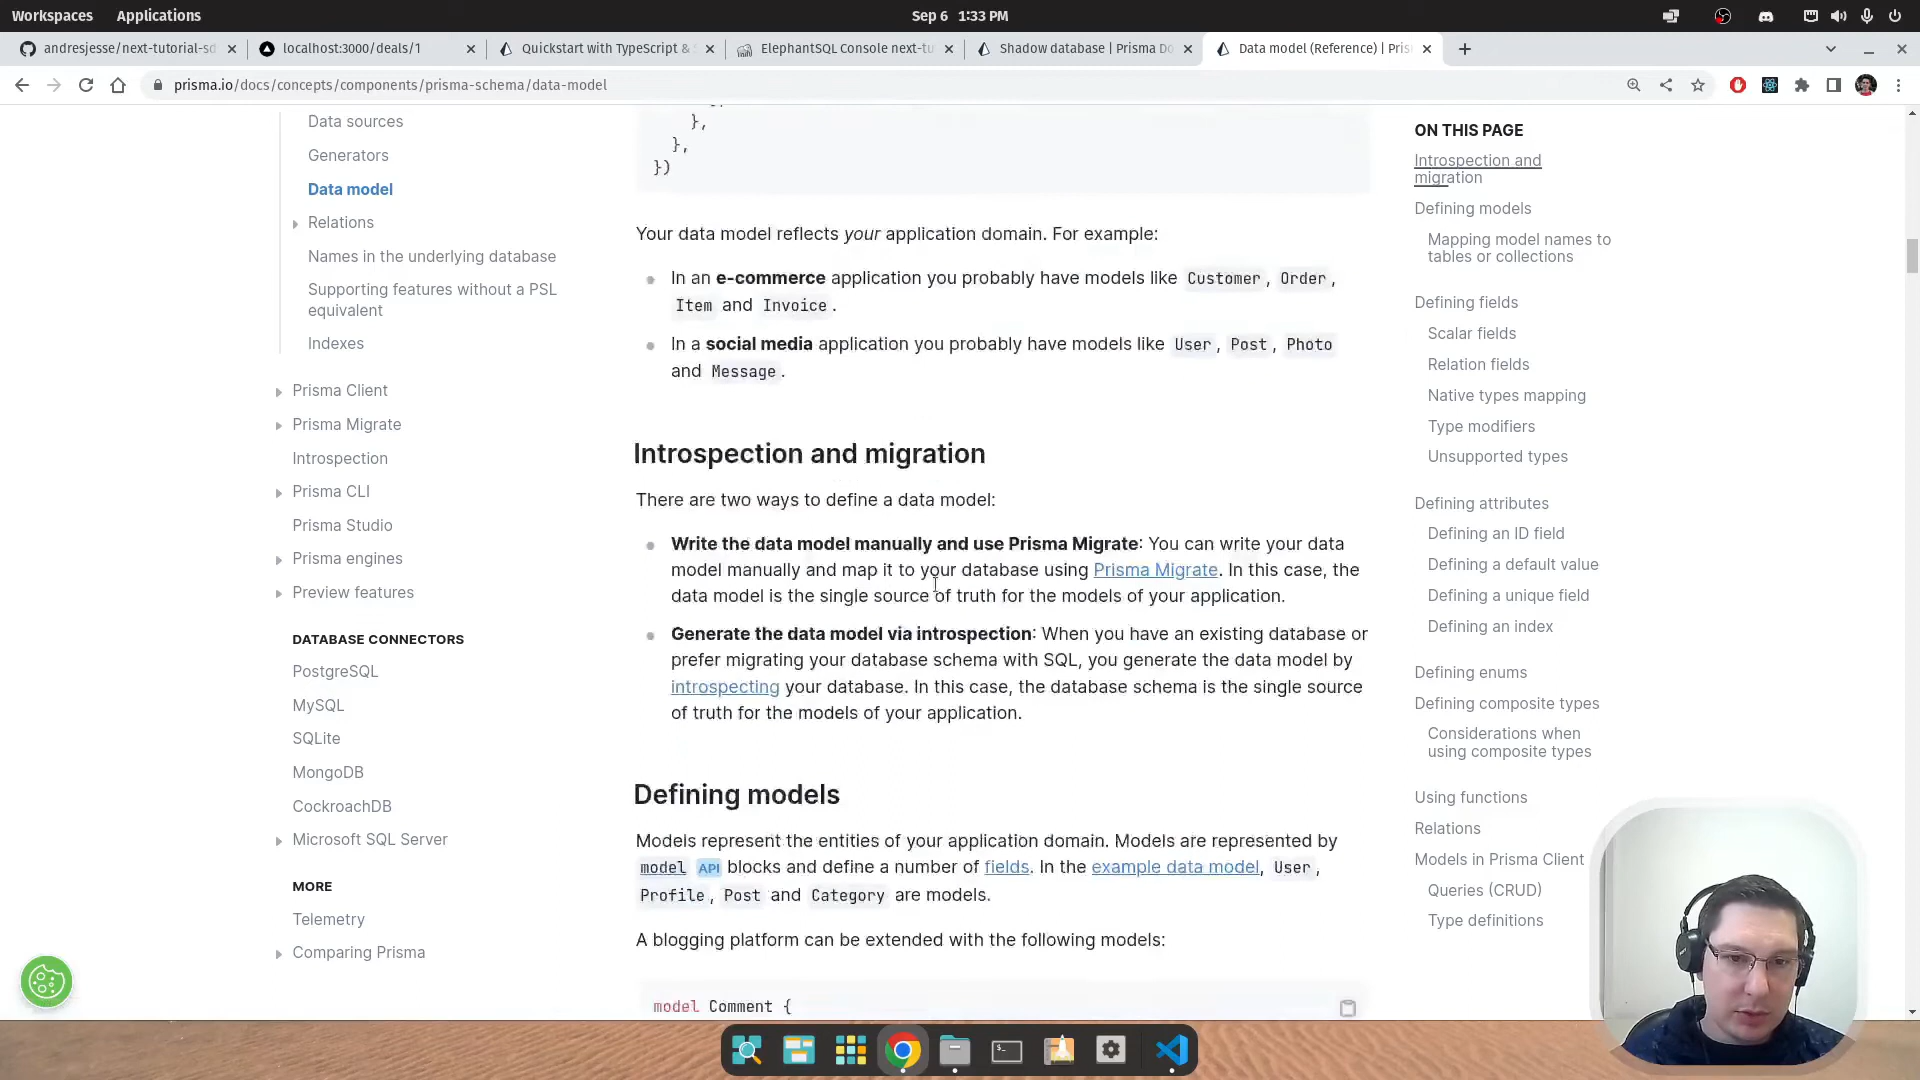 Workspaces
Applications
Sep 6 1:33 PM
andresjesse/next-tutorial-sd
localhost:3000/deals/1
Quickstart with TypeScript &
ElephantSQL Console next-tu
Shadow database | Prisma Do
Data model (Reference) | Pris
prisma.io/docs/concepts/components/prisma-schema/data-model
Data sources
Generators
Data model
Relations
Names in the underlying database
Supporting features without a PSL
equivalent
Indexes
Prisma Client
Prisma Migrate
Introspection
Prisma CLI
Prisma Studio
Prisma engines
Preview features
DATABASE CONNECTORS
PostgreSQL
MySQL
SQLite
MongoDB
CockroachDB
Microsoft SQL Server
MORE
Telemetry
Comparing Prisma
},
},
})
Your data model reflects your application domain. For example:
In an e-commerce application you probably have models like Customer, Order,
Item and Invoice.
In a social media application you probably have models like User, Post, Photo
and Message.
Introspection and migration
There are two ways to define a data model:
Write the data model manually and use Prisma Migrate: You can write your data
model manually and map it to your database using Prisma Migrate. In this case, the
data model is the single source of truth for the models of your application.
Generate the data model via introspection: When you have an existing database or
prefer migrating your database schema with SQL, you generate the data model by
introspecting your database. In this case, the database schema is the single source
of truth for the models of your application.
Defining models
Models represent the entities of your application domain. Models are represented by
model API blocks and define a number of fields. In the example data model, User,
Profile, Post and Category are models.
A blogging platform can be extended with the following models:
model Comment {
ON THIS PAGE
Introspection and
migration
Defining models
Mapping model names to
tables or collections
Defining fields
Scalar fields
Relation fields
Native types mapping
Type modifiers
Unsupported types
Defining attributes
Defining an ID field
Defining a default value
Defining a unique field
Defining an index
Defining enums
Defining composite types
Considerations when
using composite types
Using functions
Relations
Models in Prisma Client
Queries (CRUD)
Type definitions